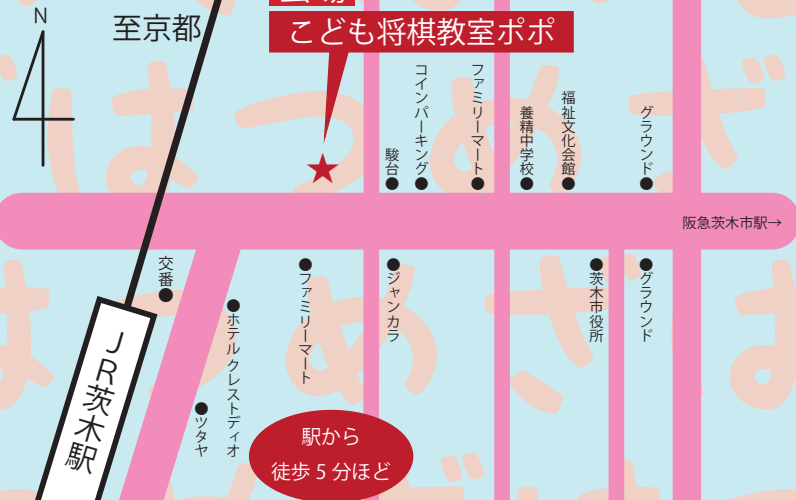 N
至京都
会場
こども将棋教室ポポ
駿台
コインパーキング
ファミリーマート
養精中学校
福祉文化会館
グラウンド
阪急茨木市駅→
交番
ホテル クレストディオ
ツタヤ
ファミリーマート
ジャンカラ
茨木市役所
グラウンド
JR茨木駅
駅から
徒歩 5 分ほど